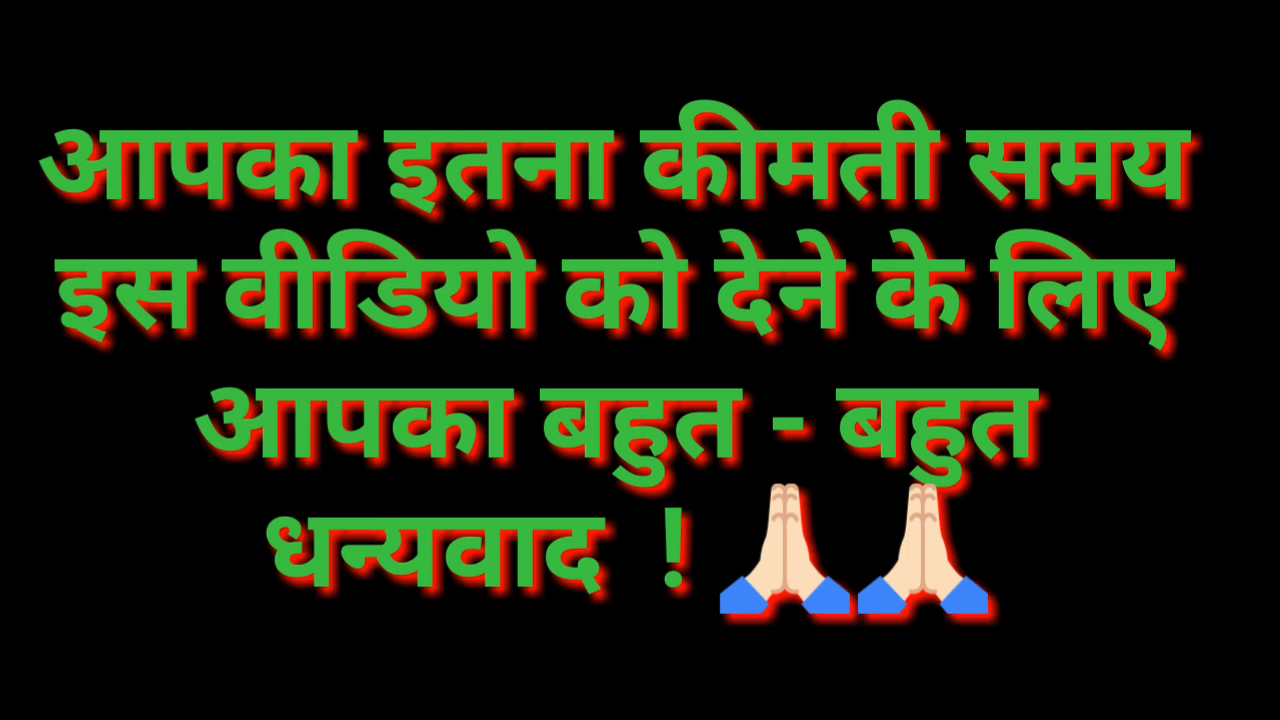 आपका इतना कीमती समय
इस वीडियो को देने के लिए
आपका बहुत - बहुत
धन्यवाद ! 🙏🏻🙏🏻